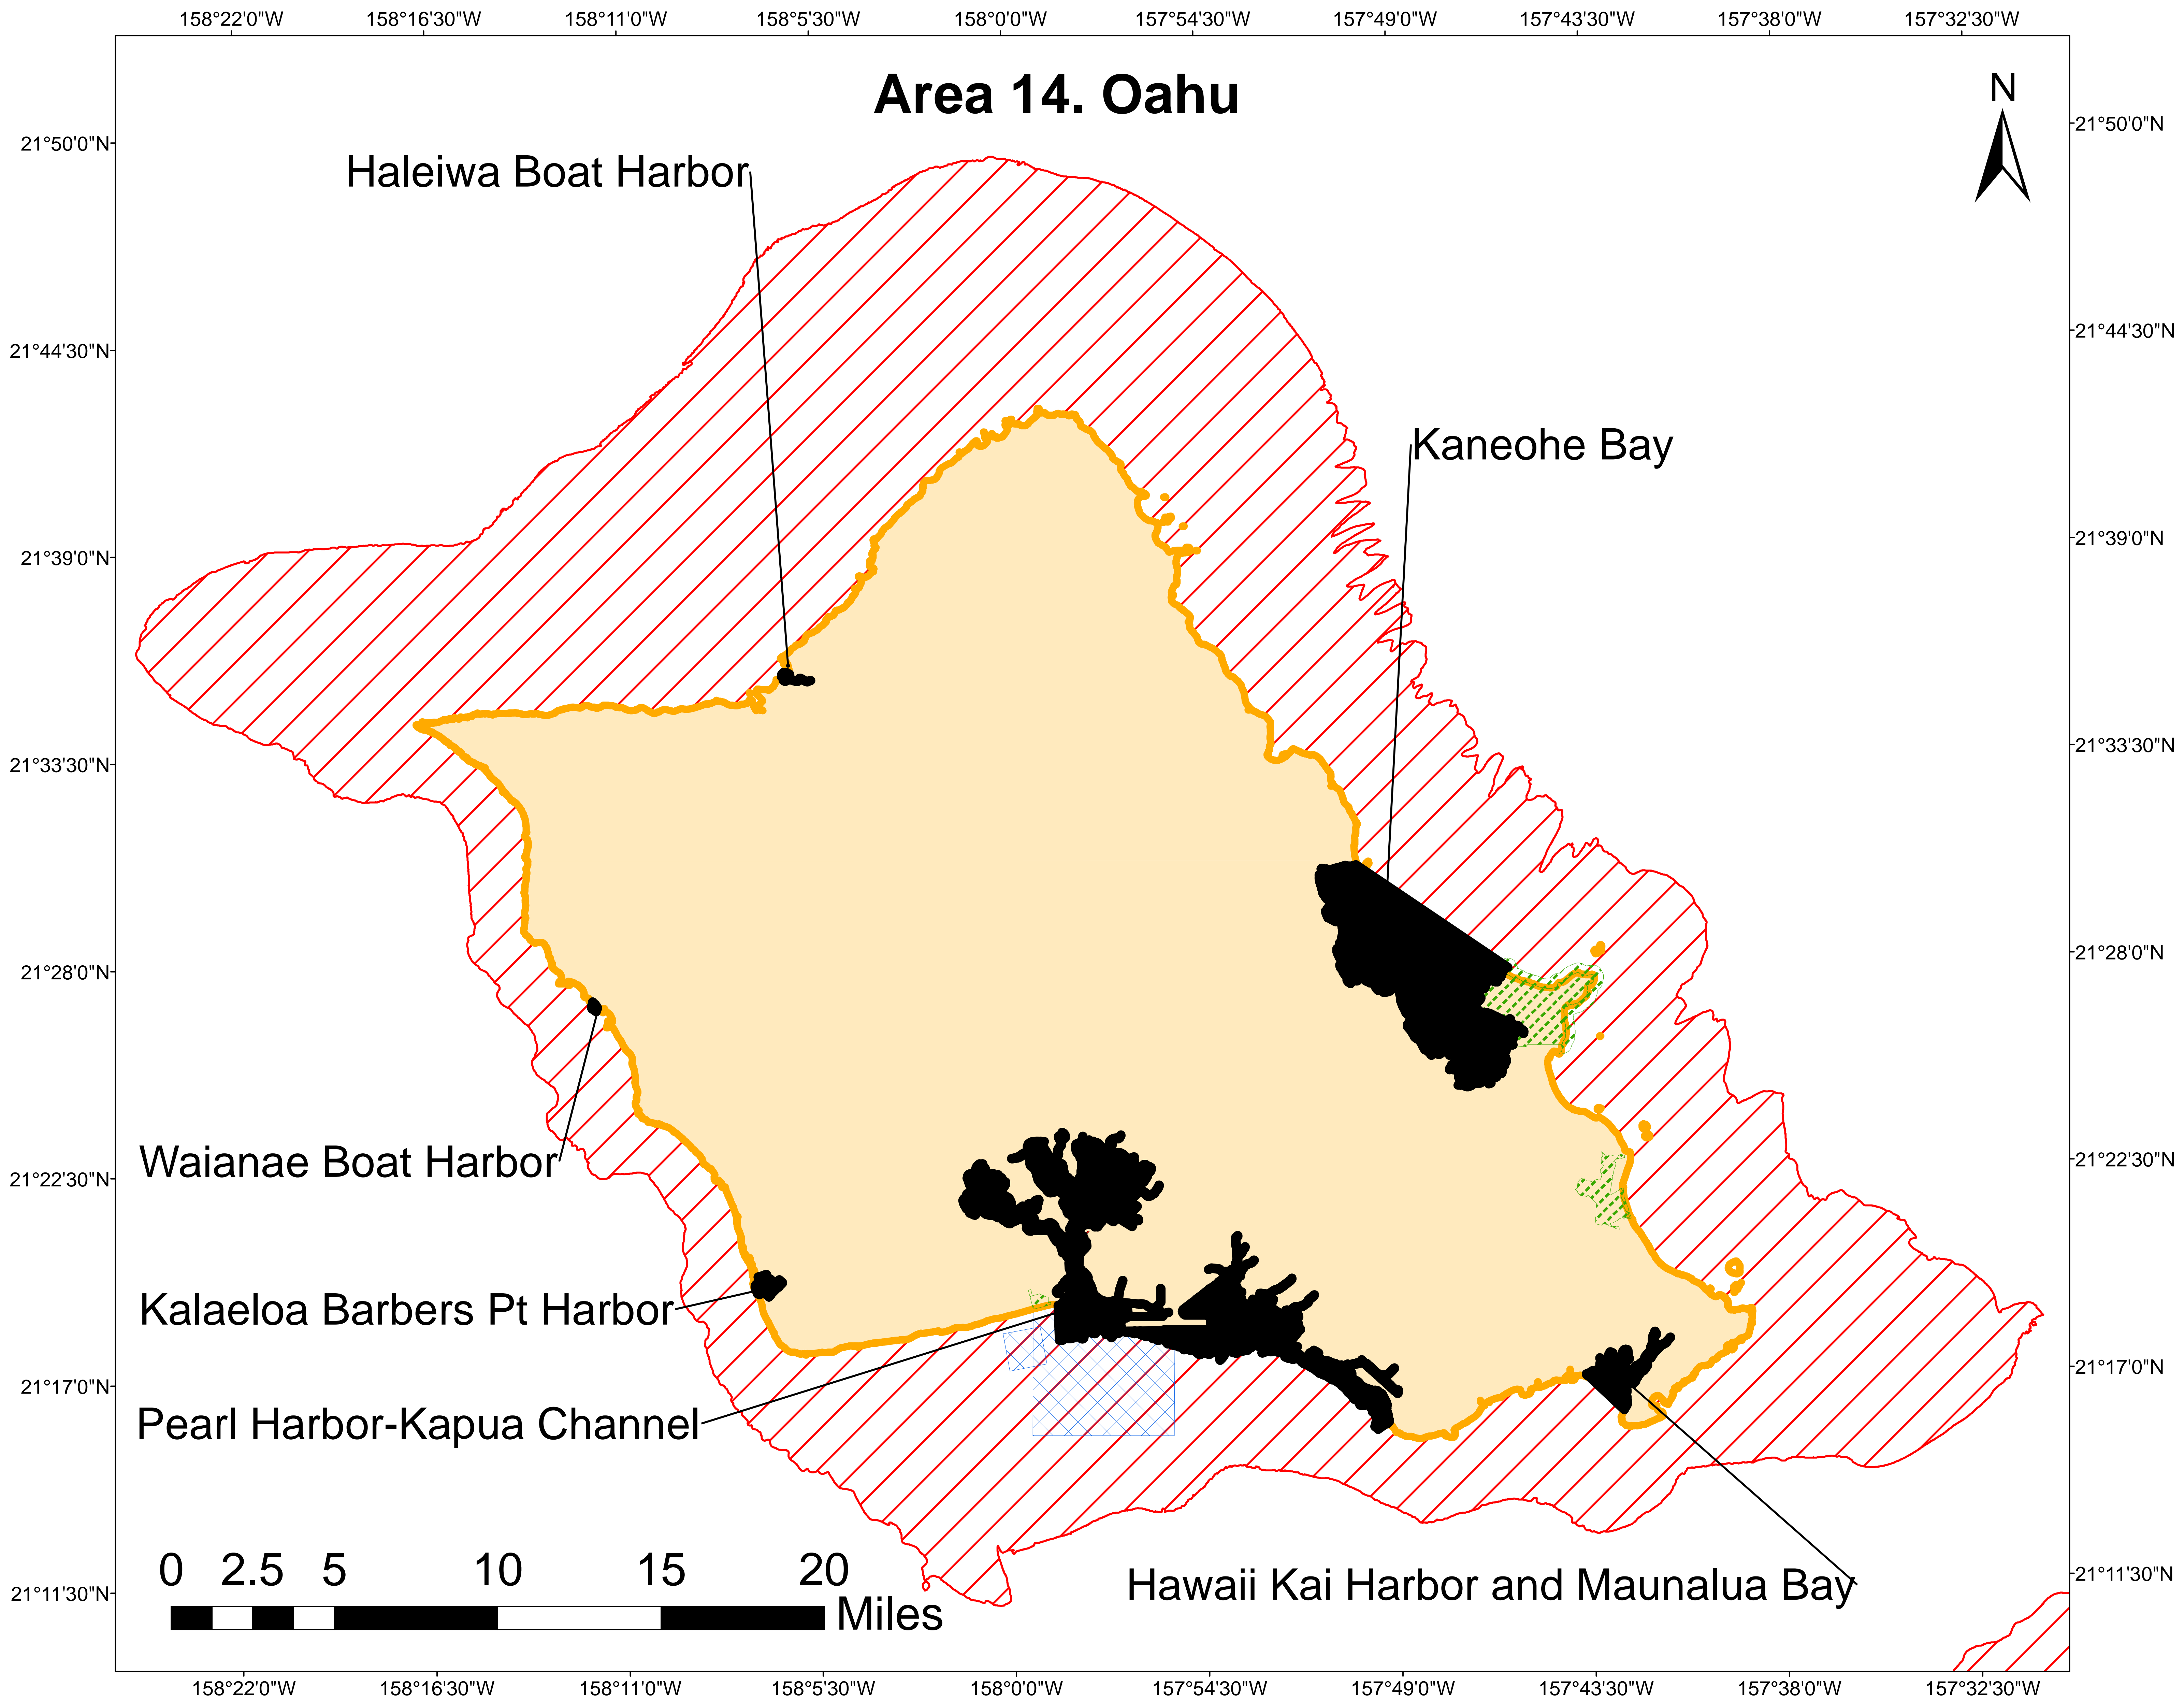 158°22'0"W 158°16'30"W 158°11'0"W 158°5'30"W 158°0'0"W 157°54'30"W 157°49'0"W 157°43'30"W 157°38'0"W 157°32'30"W
Area 14. Oahu
N
21°50'0"N
21°50'0"N
Haleiwa Boat Harbor
21°44'30"N
21°44'30"N
Kaneohe Bay
21°39'0"N
21°39'0"N
21°33'30"N
21°33'30"N
21°28'0"N
21°28'0"N
Waianae Boat Harbor
21°22'30"N
21°22'30"N
Kalaeloa Barbers Pt Harbor
21°17'0"N
21°17'0"N
Pearl Harbor-Kapua Channel
0 2.5 5 10 15 20
Miles
Hawaii Kai Harbor and Maunalua Bay
21°11'30"N
21°11'30"N
158°22'0"W 158°16'30"W 158°11'0"W 158°5'30"W 158°0'0"W 157°54'30"W 157°49'0"W 157°43'30"W 157°38'0"W 157°32'30"W